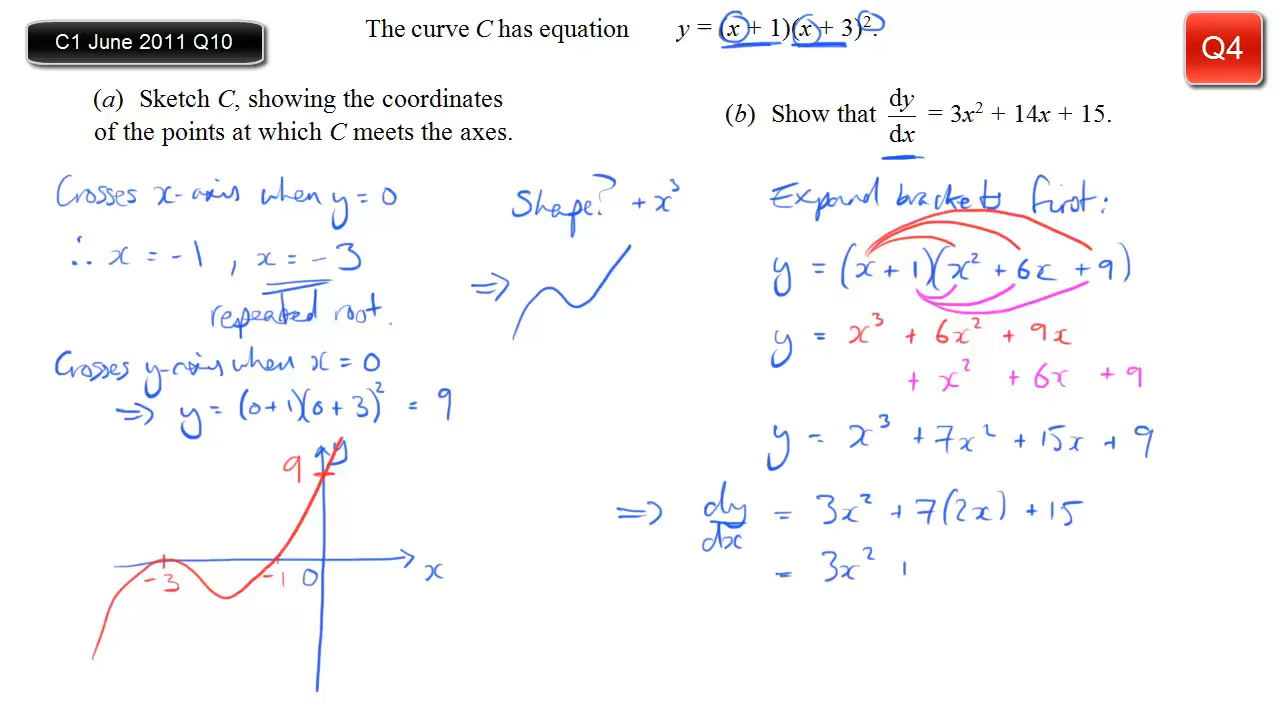 C1 June 2011 Q10
The curve C has equation y = (x + 1)(x + 3)².
Q4
(a) Sketch C, showing the coordinates
of the points at which C meets the axes.
Crosses x-axis when y = 0
∴ x = -1 , x = -3
repeated root.
Crosses y-axis when x = 0
⇒ y = (0+1)(0+3)² = 9
Shape? +x³
⇒
y
9
-3 -1 0 x
(b) Show that dy/dx = 3x² + 14x + 15.
Expand brackets first:
y = (x + 1)(x² + 6x + 9)
y = x³ + 6x² + 9x
+ x² + 6x + 9
y = x³ + 7x² + 15x + 9
⇒ dy/dx = 3x² + 7(2x) + 15
= 3x² ı